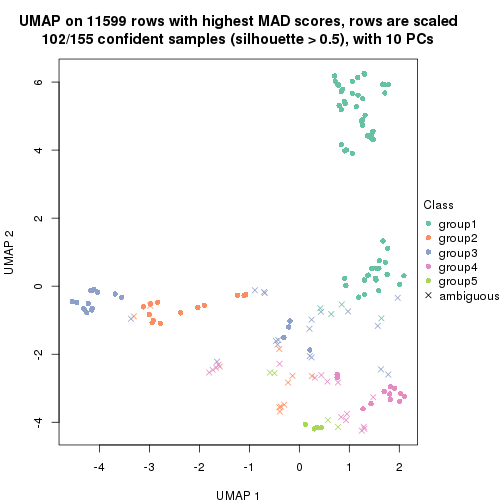 UMAP on 11599 rows with highest MAD scores, rows are scaled
102/155 confident samples (silhouette > 0.5), with 10 PCs
6
4
2
0
-2
-4
UMAP 2
-4
-3
-2
-1
0
1
2
UMAP 1
Class
group1
group2
group3
group4
group5
ambiguous